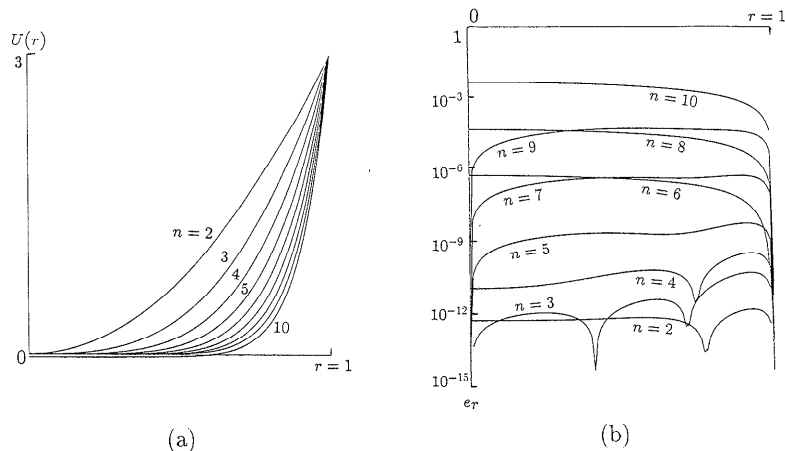 U(r)
3
n = 2
3
4
5
10
0
r = 1
(a)
0
r = 1
1
10⁻³
n = 10
n = 9
n = 8
10⁻⁶
n = 7
n = 6
10⁻⁹
n = 5
n = 4
n = 3
10⁻¹²
n = 2
10⁻¹⁵
e_r
(b)